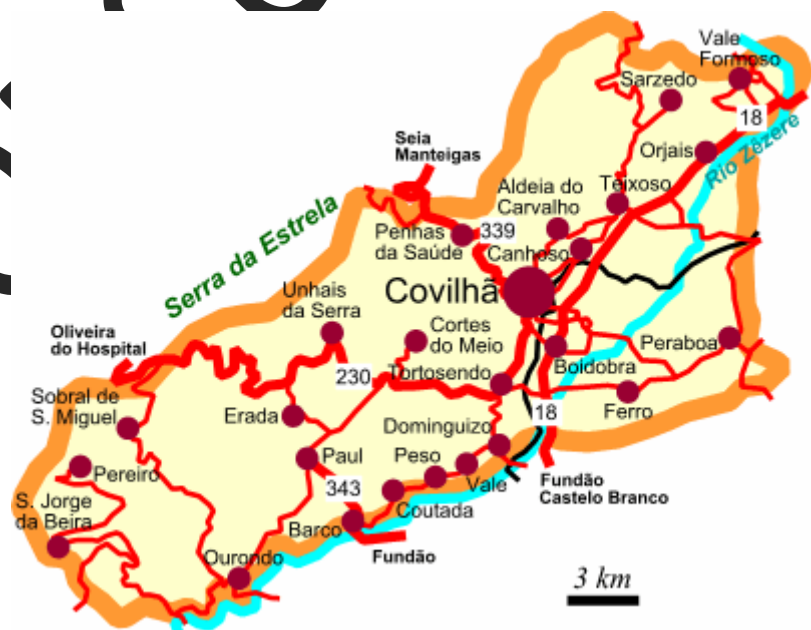 Vale
Formoso
Sarzedo
18
Seia
Manteigas
Orjais
Rio Zêzere
Aldeia do
Carvalho
Teixoso
Serra da Estrela
Penhas
da Saúde
339
Canhoso
Unhais
da Serra
Covilhã
Oliveira
do Hospital
Cortes
do Meio
Peraboa
Boldobra
230
Tortosendo
Sobral de
S. Miguel
Erada
18
Ferro
Dominguizo
Paul
Peso
Pereiro
343
Vale
Fundão
Castelo Branco
S. Jorge
da Beira
Coutada
Barco
Fundão
Ourondo
3 km